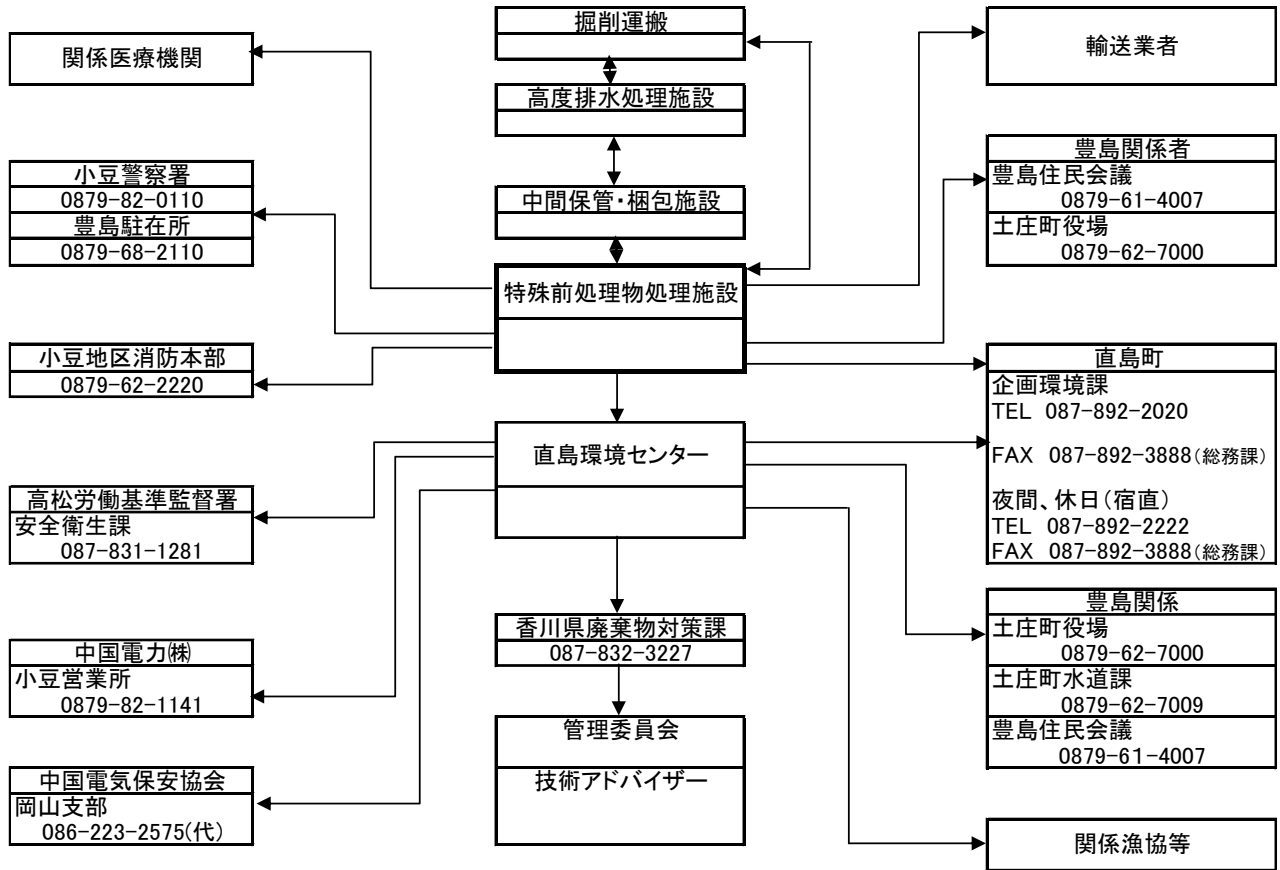 関係医療機関
小豆警察署
0879-82-0110
豊島駐在所
0879-68-2110
小豆地区消防本部
0879-62-2220
高松労働基準監督署
安全衛生課
087-831-1281
中国電力㈱
小豆営業所
0879-82-1141
中国電気保安協会
岡山支部
086-223-2575(代)
掘削運搬
高度排水処理施設
中間保管・梱包施設
特殊前処理物処理施設
直島環境センター
香川県廃棄物対策課
087-832-3227
管理委員会
技術アドバイザー
輸送業者
豊島関係者
豊島住民会議
0879-61-4007
土庄町役場
0879-62-7000
直島町
企画環境課
TEL 087-892-2020
FAX 087-892-3888(総務課)
夜間、休日(宿直)
TEL 087-892-2222
FAX 087-892-3888(総務課)
豊島関係
土庄町役場
0879-62-7000
土庄町水道課
0879-62-7009
豊島住民会議
0879-61-4007
関係漁協等